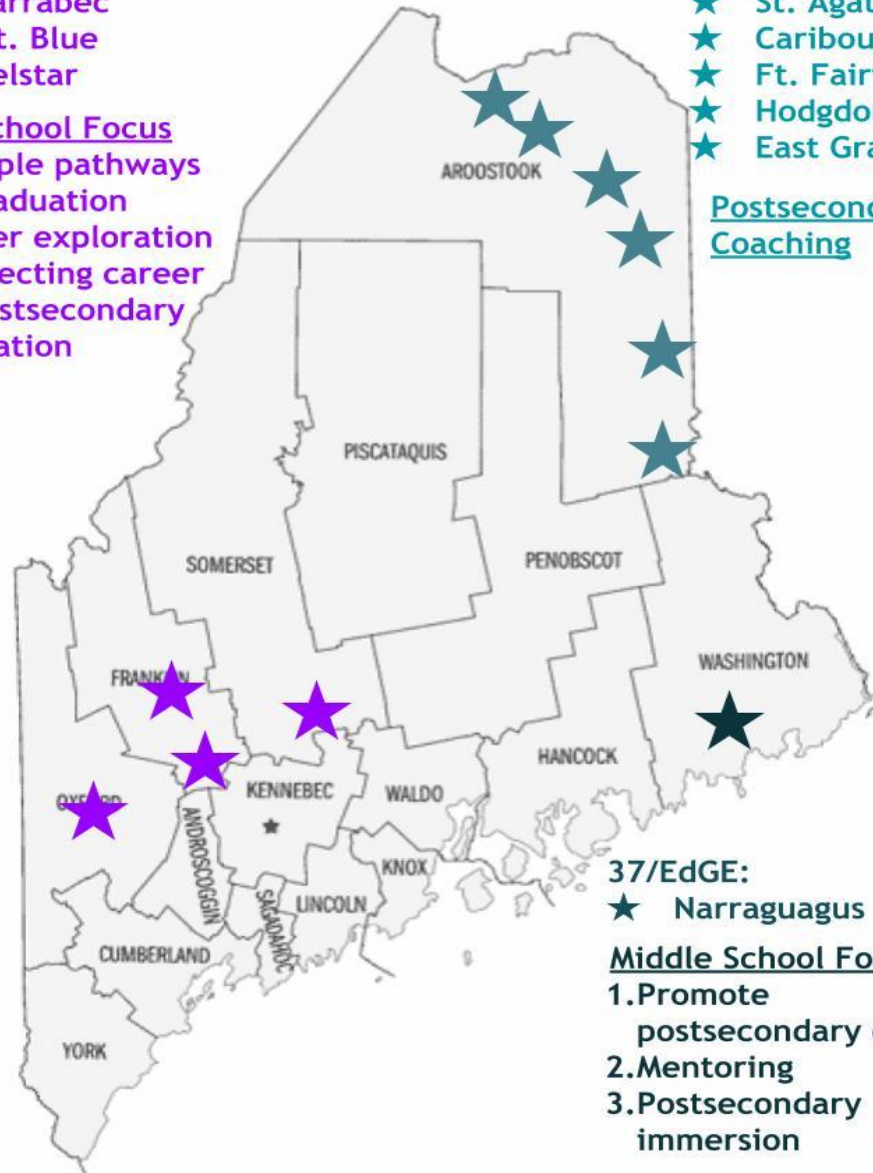 arrabec
t. Blue
elstar
chool Focus
ple pathways
aduation
er exploration
ecting career
stsecondary
ation
St. Agat
Caribou
Ft. Fair
Hodgdo
East Gra
Postsecond
Coaching
AROOSTOOK
PISCATAQUIS
SOMERSET
PENOBSCOT
WASHINGTON
FRANKLIN
HANCOCK
OXFORD
KENNEBEC
WALDO
ANDROSCOGGIN
KNOX
LINCOLN
SAGADAHOC
CUMBERLAND
YORK
37/EdGE:
Narraguagus
Middle School Fo
1.Promote
postsecondary
2.Mentoring
3.Postsecondary
immersion